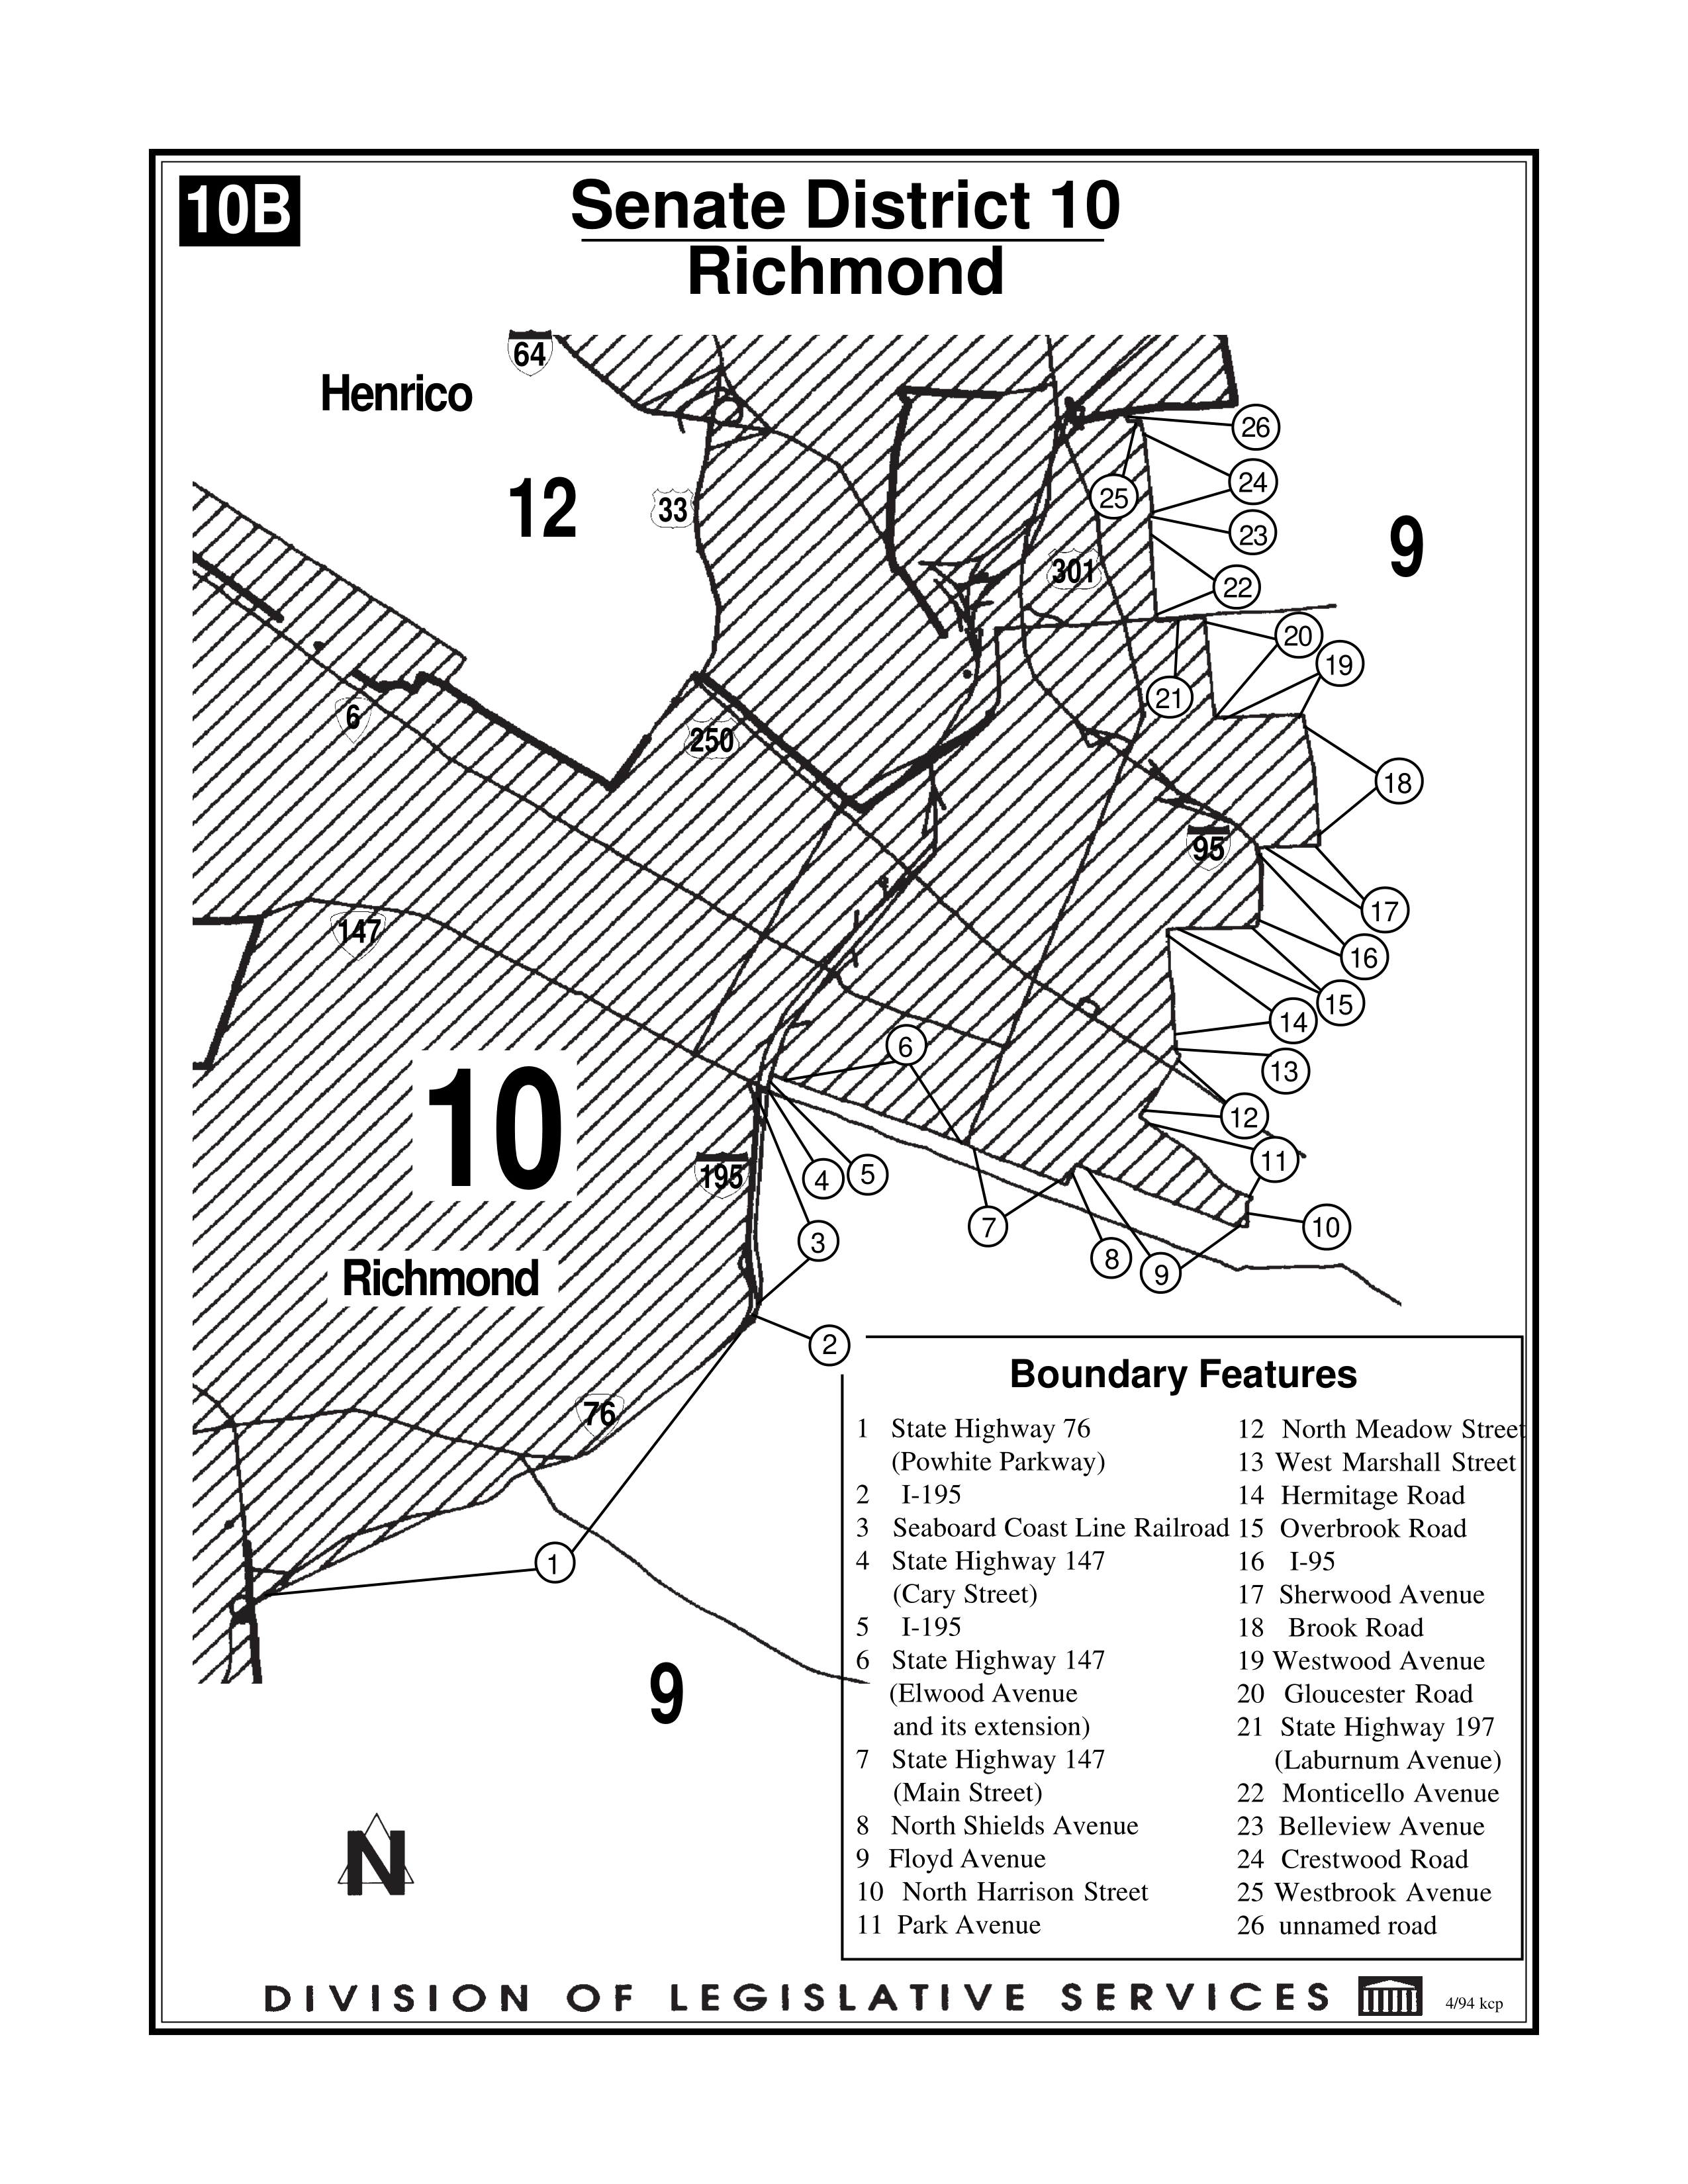 10B
Senate District 10
Richmond
64
Henrico
12
33
26
24
25
23
9
301
22
20
19
21
6
250
18
95
17
147
16
15
14
6
13
10
12
11
195
4
5
7
10
3
8
9
Richmond
2
76
1
9
Boundary Features
1 State Highway 76
(Powhite Parkway)
2 I-195
3 Seaboard Coast Line Railroad
4 State Highway 147
(Cary Street)
5 I-195
6 State Highway 147
(Elwood Avenue
and its extension)
7 State Highway 147
(Main Street)
8 North Shields Avenue
9 Floyd Avenue
10 North Harrison Street
11 Park Avenue
12 North Meadow Street
13 West Marshall Street
14 Hermitage Road
15 Overbrook Road
16 I-95
17 Sherwood Avenue
18 Brook Road
19 Westwood Avenue
20 Gloucester Road
21 State Highway 197
(Laburnum Avenue)
22 Monticello Avenue
23 Belleview Avenue
24 Crestwood Road
25 Westbrook Avenue
26 unnamed road
N
DIVISION OF LEGISLATIVE SERVICES
4/94 kcp